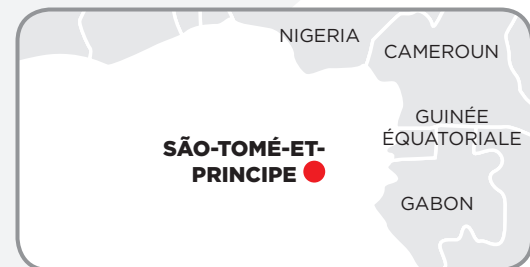 NIGERIA
CAMEROUN
GUINÉE
ÉQUATORIALE
SÃO-TOMÉ-ET-
PRINCIPE
GABON